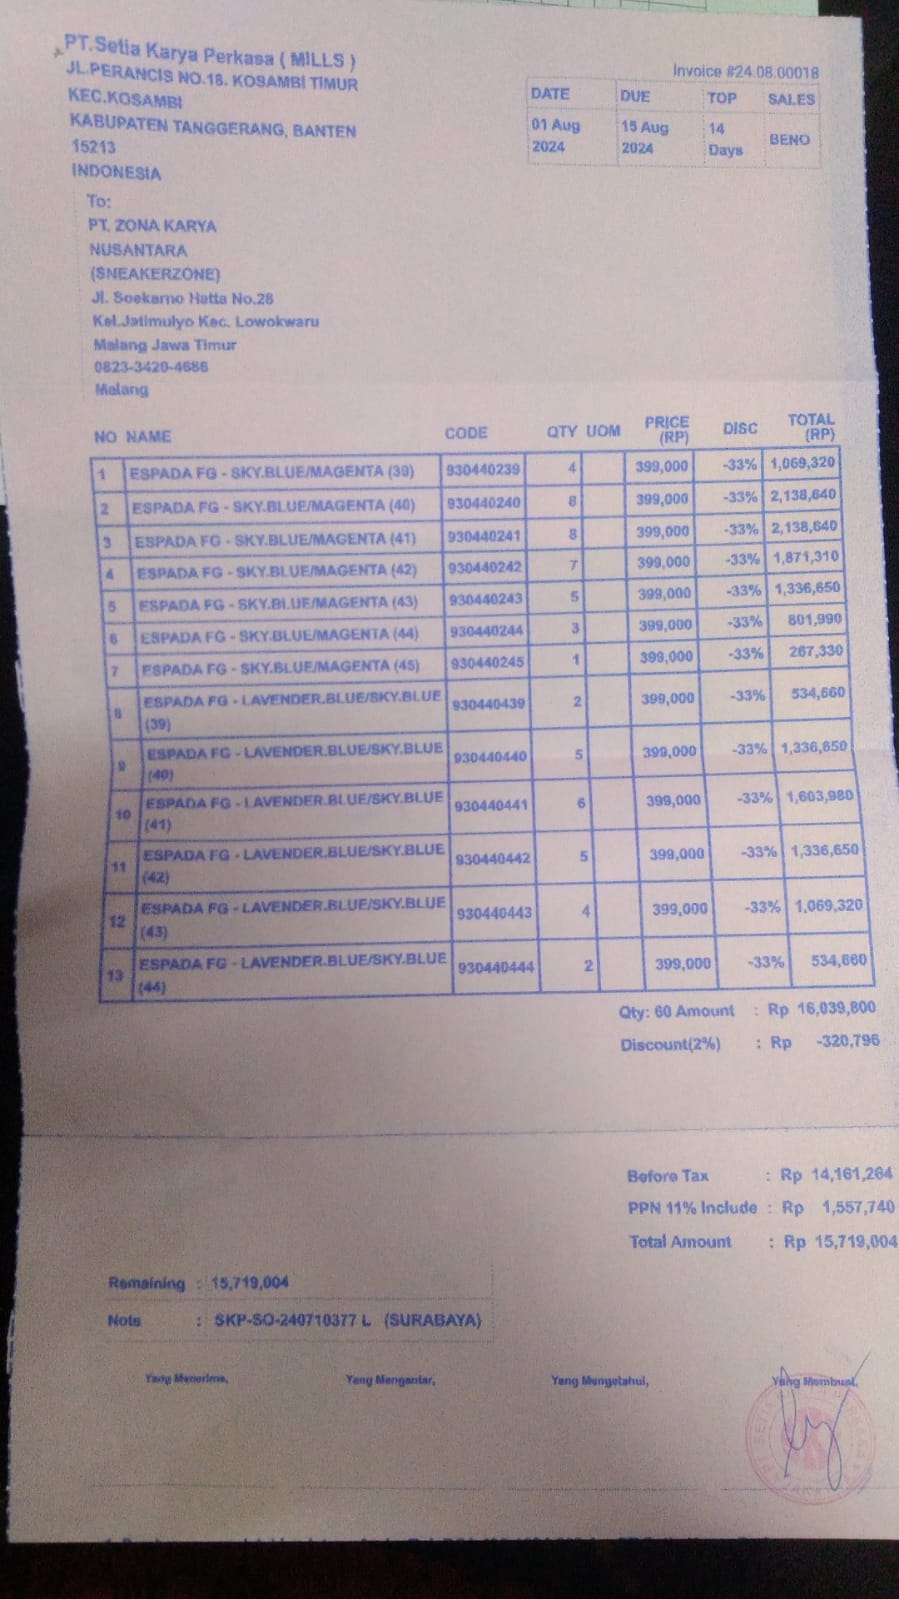 PT.Setia Karya Perkasa ( MILLS )
JL.PERANCIS NO.18. KOSAMBI TIMUR
KEC.KOSAMBI
KABUPATEN TANGGERANG, BANTEN
15213
INDONESIA
Invoice #24.08.00018
DATE DUE TOP SALES
01 Aug 2024 15 Aug 2024 14 Days BENO
To:
PT. ZONA KARYA
NUSANTARA
(SNEAKERZONE)
Jl. Soekarno Hatta No.28
Kel.Jatimulyo Kec. Lowokwaru
Malang Jawa Timur
0823-3420-4686
Malang
NO NAME CODE QTY UOM PRICE (RP) DISC TOTAL (RP)
1 ESPADA FG - SKY.BLUE/MAGENTA (39) 930440239 4 399,000 -33% 1,069,320
2 ESPADA FG - SKY.BLUE/MAGENTA (40) 930440240 8 399,000 -33% 2,138,640
3 ESPADA FG - SKY.BLUE/MAGENTA (41) 930440241 8 399,000 -33% 2,138,640
4 ESPADA FG - SKY.BLUE/MAGENTA (42) 930440242 7 399,000 -33% 1,871,310
5 ESPADA FG - SKY.BLUE/MAGENTA (43) 930440243 5 399,000 -33% 1,336,650
6 ESPADA FG - SKY.BLUE/MAGENTA (44) 930440244 3 399,000 -33% 801,990
7 ESPADA FG - SKY.BLUE/MAGENTA (45) 930440245 1 399,000 -33% 267,330
8 ESPADA FG - LAVENDER.BLUE/SKY.BLUE (39) 930440439 2 399,000 -33% 534,660
9 ESPADA FG - LAVENDER.BLUE/SKY.BLUE (40) 930440440 5 399,000 -33% 1,336,650
10 ESPADA FG - LAVENDER.BLUE/SKY.BLUE (41) 930440441 6 399,000 -33% 1,603,980
11 ESPADA FG - LAVENDER.BLUE/SKY.BLUE (42) 930440442 5 399,000 -33% 1,336,650
12 ESPADA FG - LAVENDER.BLUE/SKY.BLUE (43) 930440443 4 399,000 -33% 1,069,320
13 ESPADA FG - LAVENDER.BLUE/SKY.BLUE (44) 930440444 2 399,000 -33% 534,660
Qty: 60 Amount : Rp 16,039,800
Discount(2%) : Rp -320,796
Before Tax : Rp 14,161,264
PPN 11% Include : Rp 1,557,740
Total Amount : Rp 15,719,004
Remaining : 15,719,004
Note : SKP-SO-240710377 L (SURABAYA)
Yang Menerima, Yang Mengantar, Yang Mengetahui, Yang Membuat,